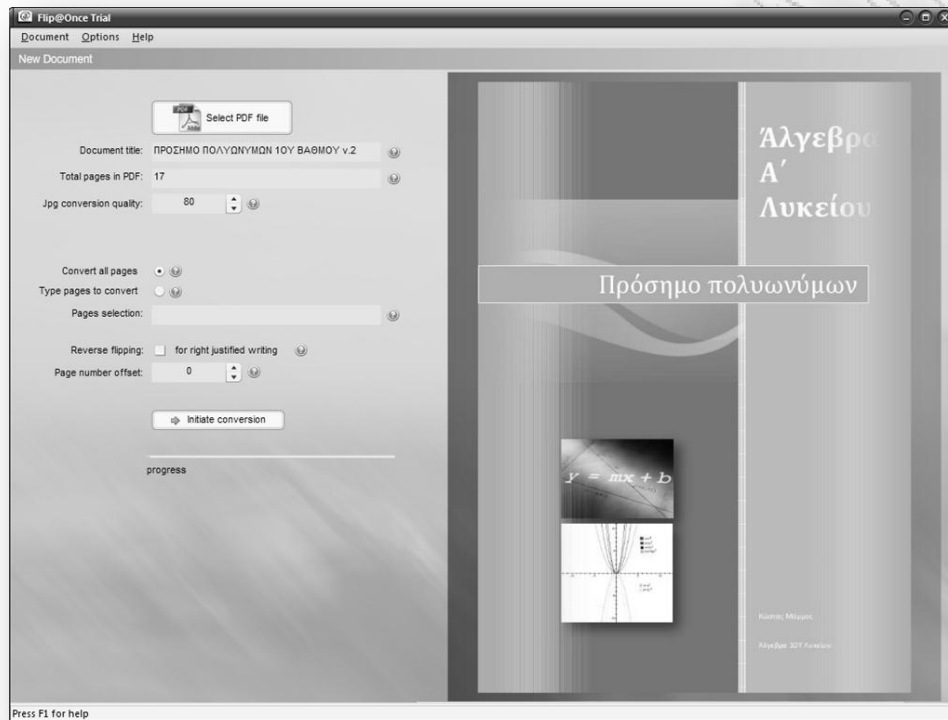 Flip@Once Trial
Document Options Help
New Document
PDF
Adobe
Select PDF file
Document title: ΠΡΟΣΗΜΟ ΠΟΛΥΩΝΥΜΩΝ 1ΟΥ ΒΑΘΜΟΥ v.2
Total pages in PDF: 17
Jpg conversion quality: 80
Convert all pages
Type pages to convert
Pages selection:
Reverse flipping: for right justified writing
Page number offset: 0
Initiate conversion
progress
Άλγεβρα
Α΄
Λυκείου
Πρόσημο πολυωνύμων
y = mx + b
Press F1 for help